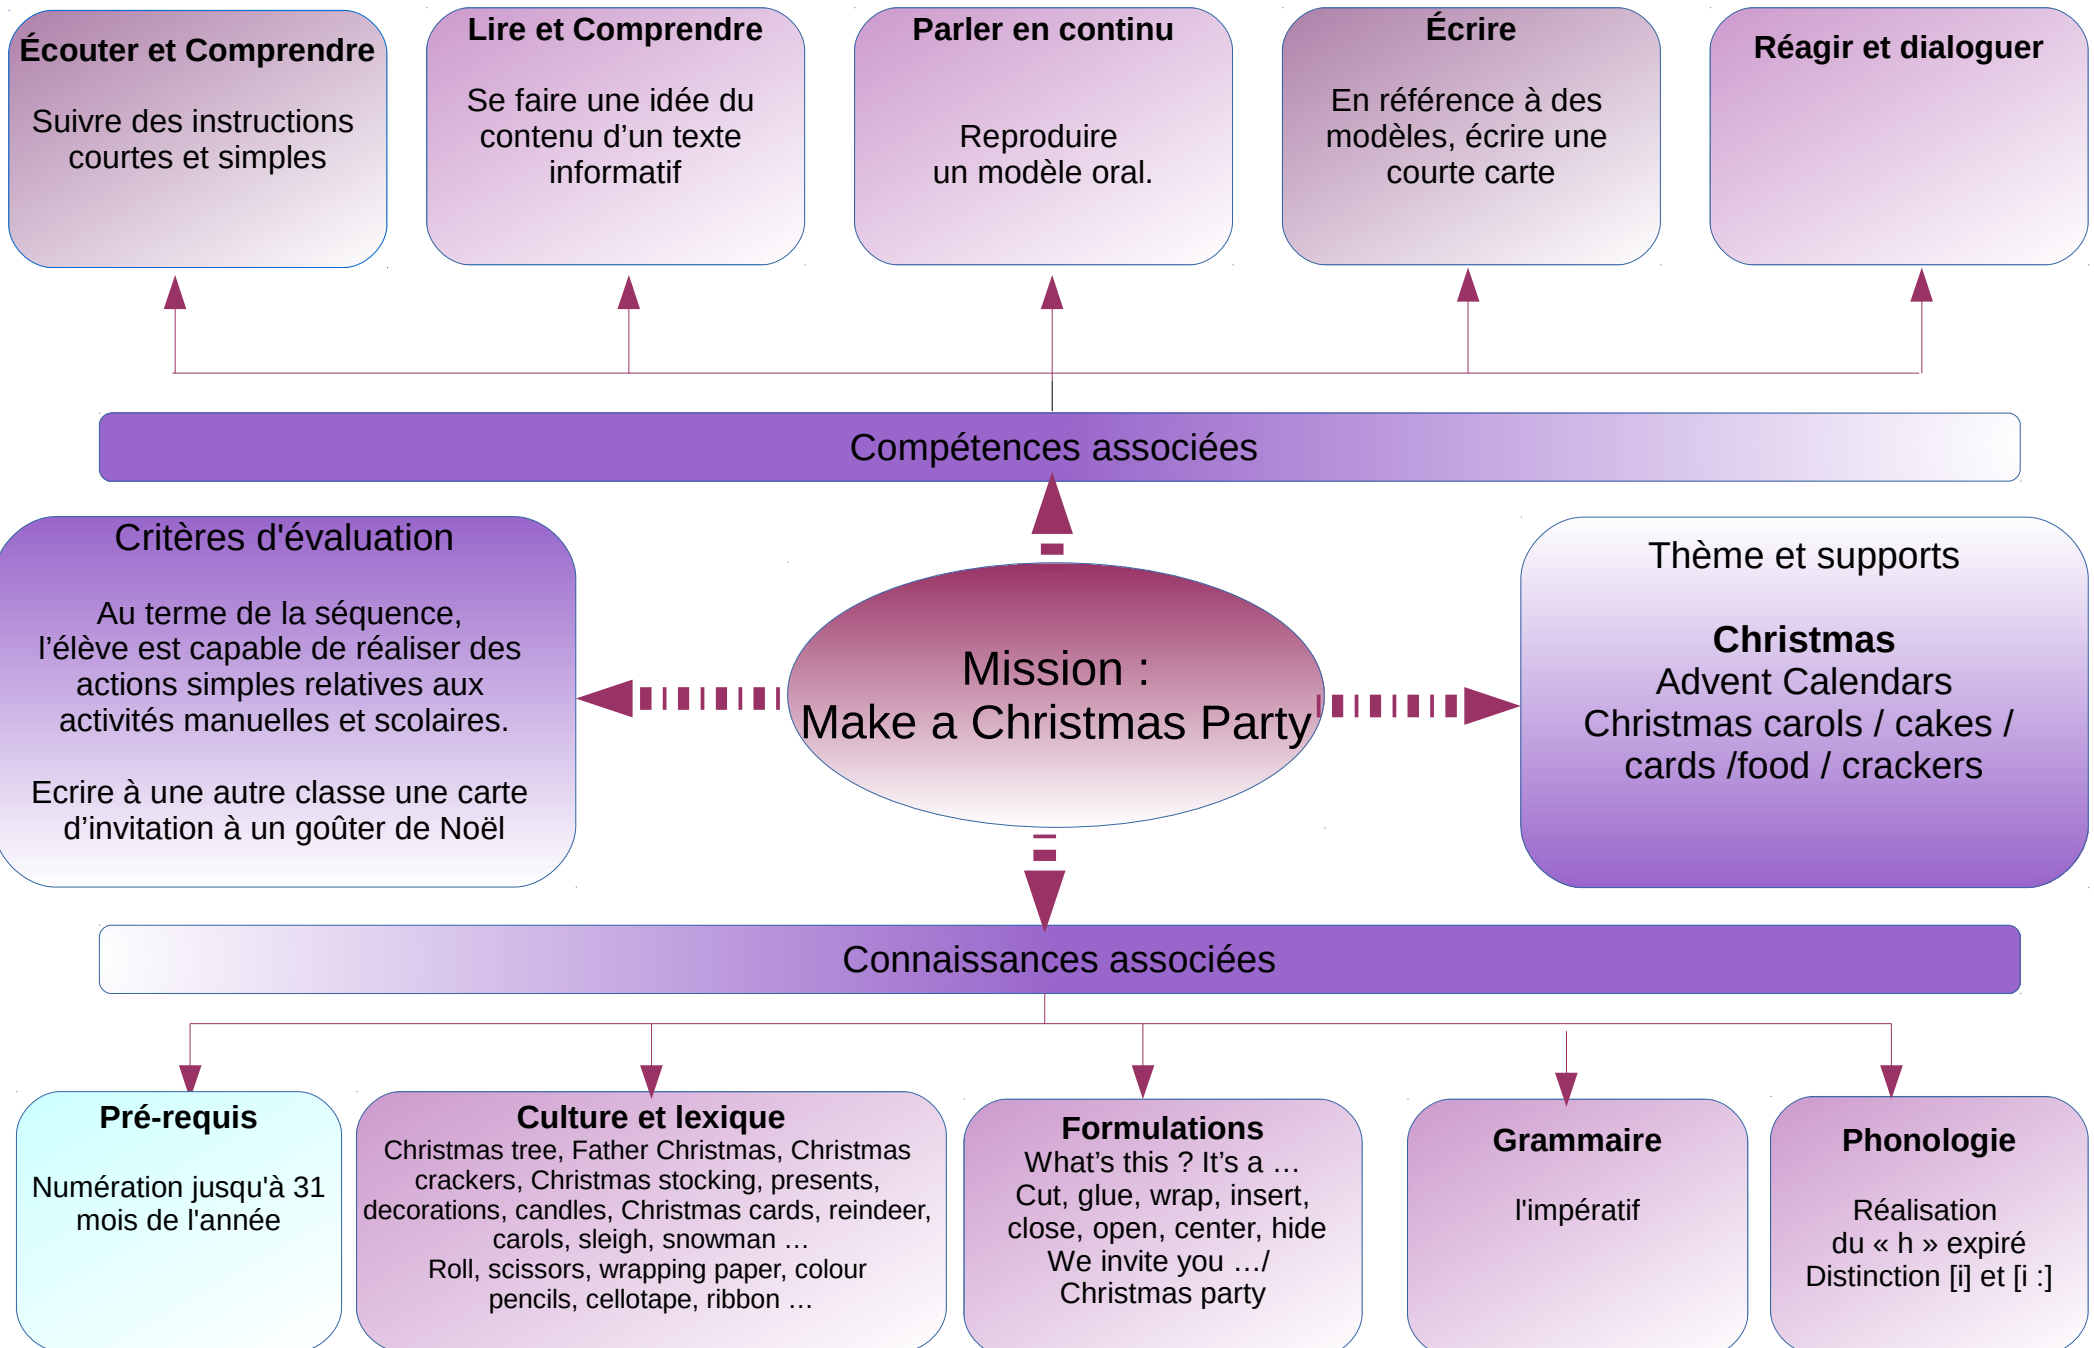 Écouter et Comprendre
Suivre des instructions
courtes et simples
Lire et Comprendre
Se faire une idée du
contenu d’un texte
informatif
Parler en continu
Reproduire
un modèle oral.
Écrire
En référence à des
modèles, écrire une
courte carte
Réagir et dialoguer
Compétences associées
Critères d'évaluation
Au terme de la séquence,
l’élève est capable de réaliser des
actions simples relatives aux
activités manuelles et scolaires.
Ecrire à une autre classe une carte
d’invitation à un goûter de Noël
Mission :
Make a Christmas Party
Thème et supports
Christmas
Advent Calendars
Christmas carols / cakes /
cards /food / crackers
Connaissances associées
Pré-requis
Numération jusqu'à 31
mois de l'année
Culture et lexique
Christmas tree, Father Christmas, Christmas
crackers, Christmas stocking, presents,
decorations, candles, Christmas cards, reindeer,
carols, sleigh, snowman …
Roll, scissors, wrapping paper, colour
pencils, cellotape, ribbon …
Formulations
What’s this ? It’s a …
Cut, glue, wrap, insert,
close, open, center, hide
We invite you …/
Christmas party
Grammaire
l'impératif
Phonologie
Réalisation
du « h » expiré
Distinction [i] et [i :]